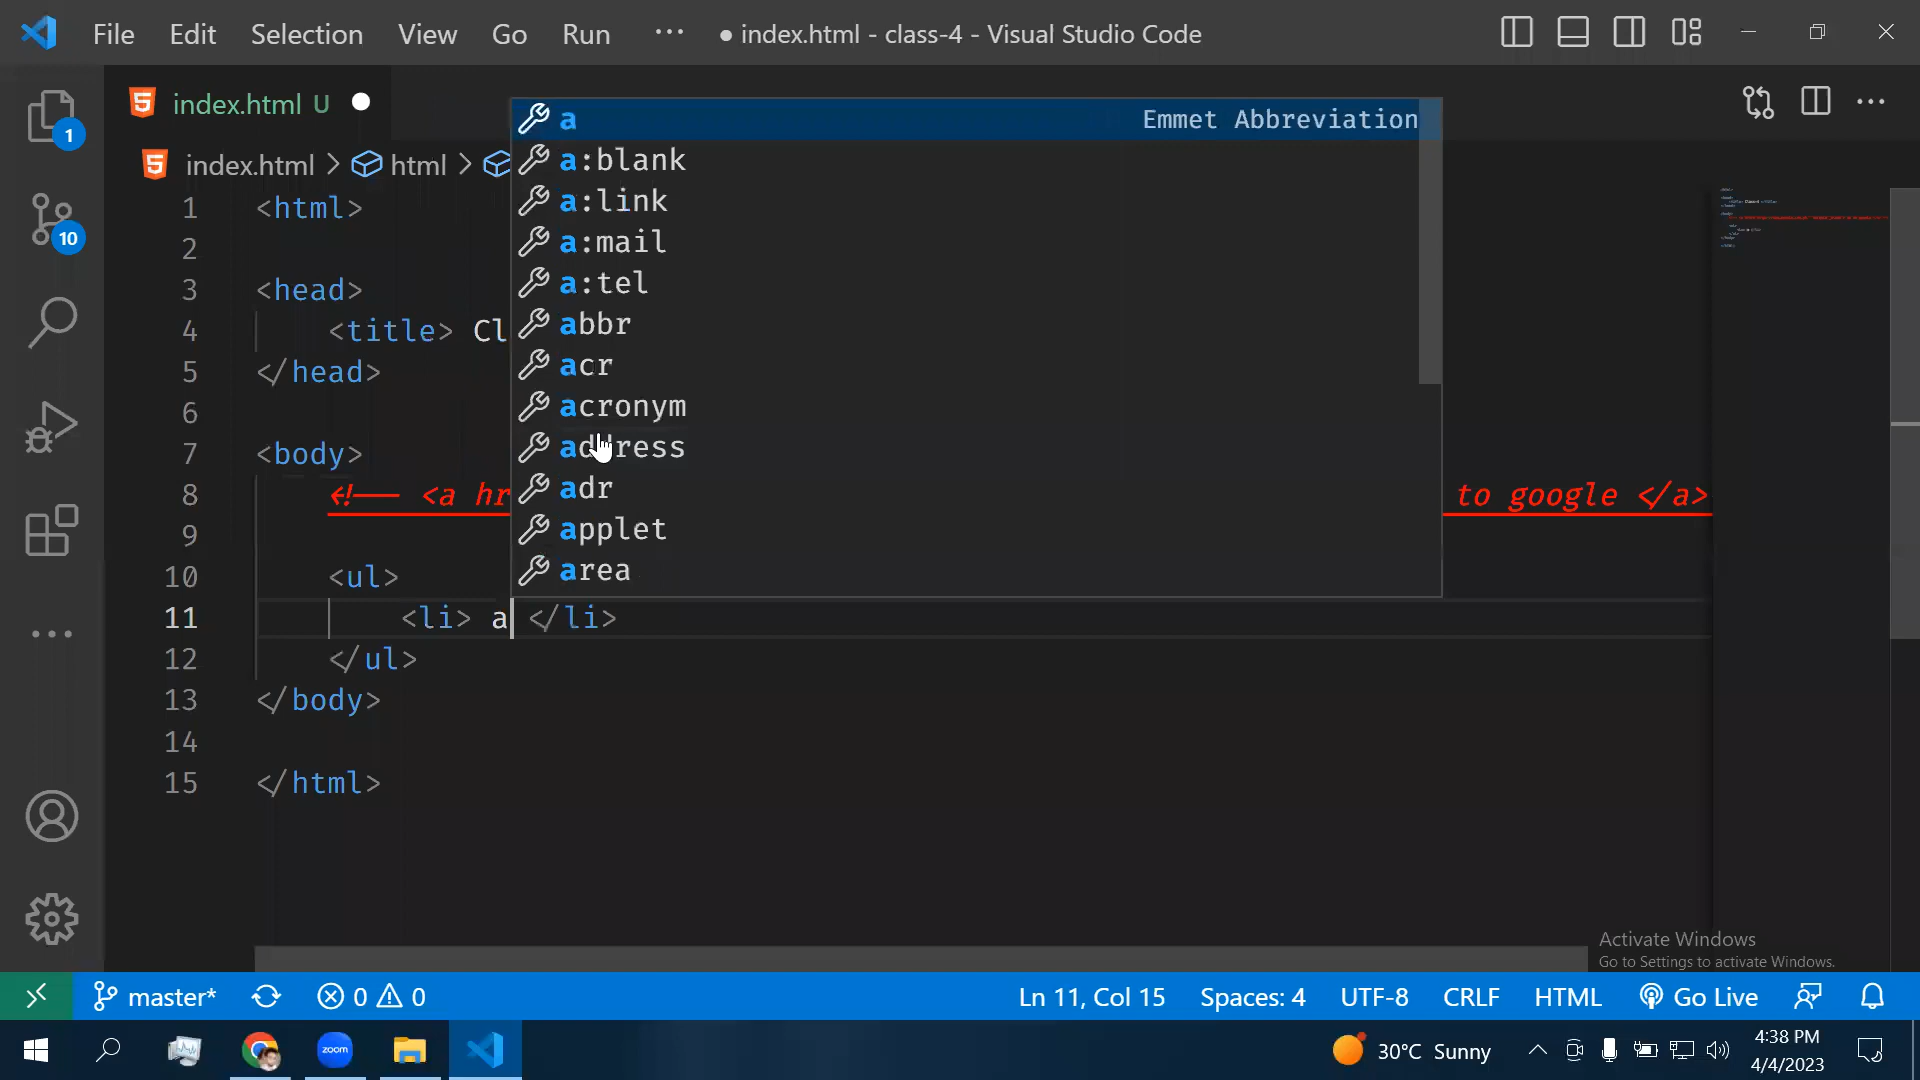 File Edit Selection View Go Run ··· ● index.html - class-4 - Visual Studio Code
index.html U
index.html > html >
1 <html>
2
3 <head>
4 <title> Cl
5 </head>
6
7 <body>
8 <!-- <a hr to google </a>
9
10 <ul>
11 <li> a </li>
12 </ul>
13 </body>
14
15 </html>
a Emmet Abbreviation
a:blank
a:link
a:mail
a:tel
abbr
acr
acronym
address
adr
applet
area
1
10
Activate Windows
Go to Settings to activate Windows.
master* 0 0 Ln 11, Col 15 Spaces: 4 UTF-8 CRLF HTML Go Live
zoom 30°C Sunny 4:38 PM
4/4/2023